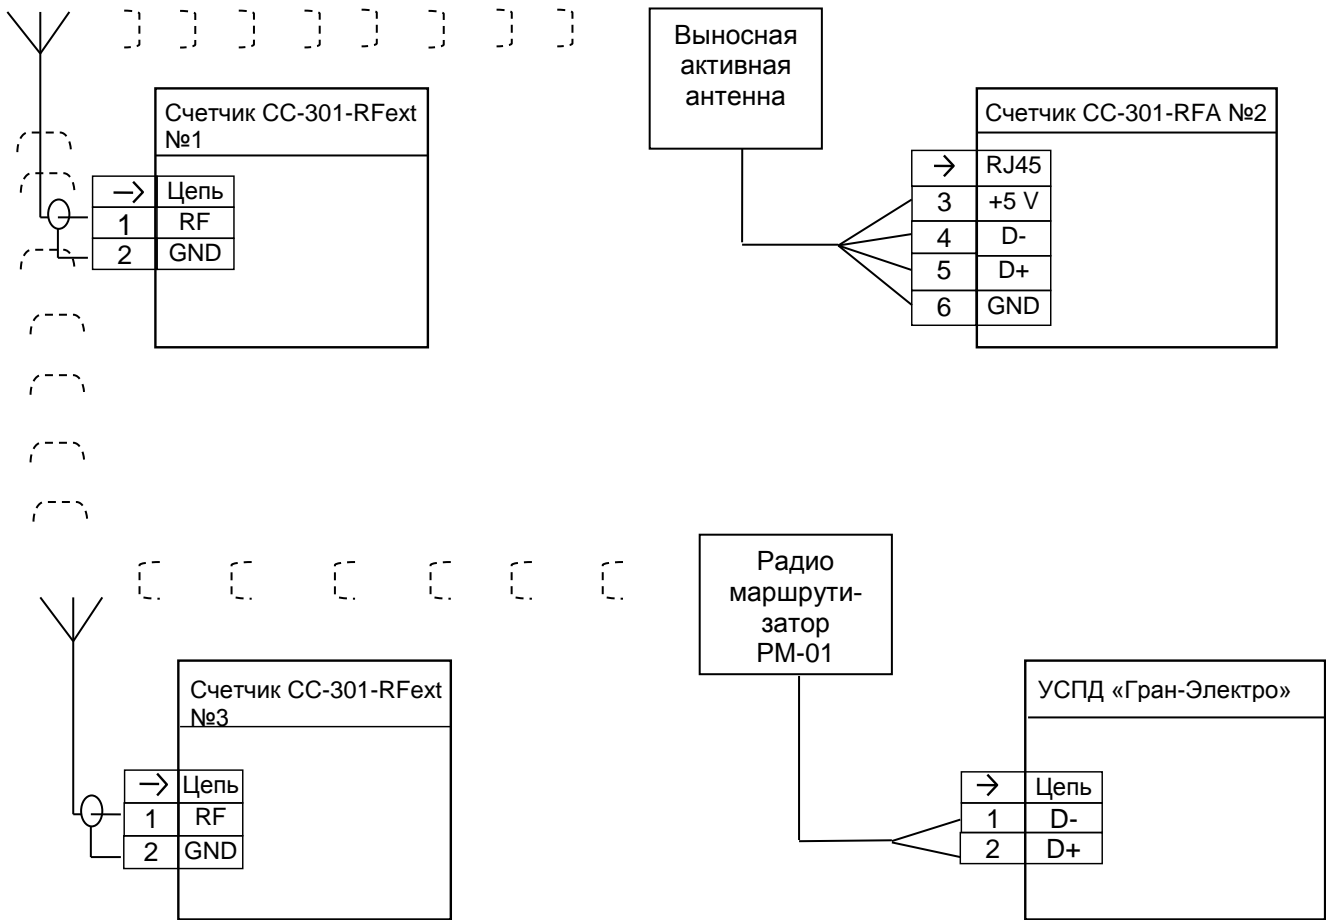 Выносная
активная
антенна
Счетчик СС-301-RFext
№1
→ Цепь
1 RF
2 GND
Счетчик СС-301-RFA №2
→ RJ45
3 +5 V
4 D-
5 D+
6 GND
Радио
маршрути-
затор
РМ-01
Счетчик СС-301-RFext
№3
→ Цепь
1 RF
2 GND
УСПД «Гран-Электро»
→ Цепь
1 D-
2 D+